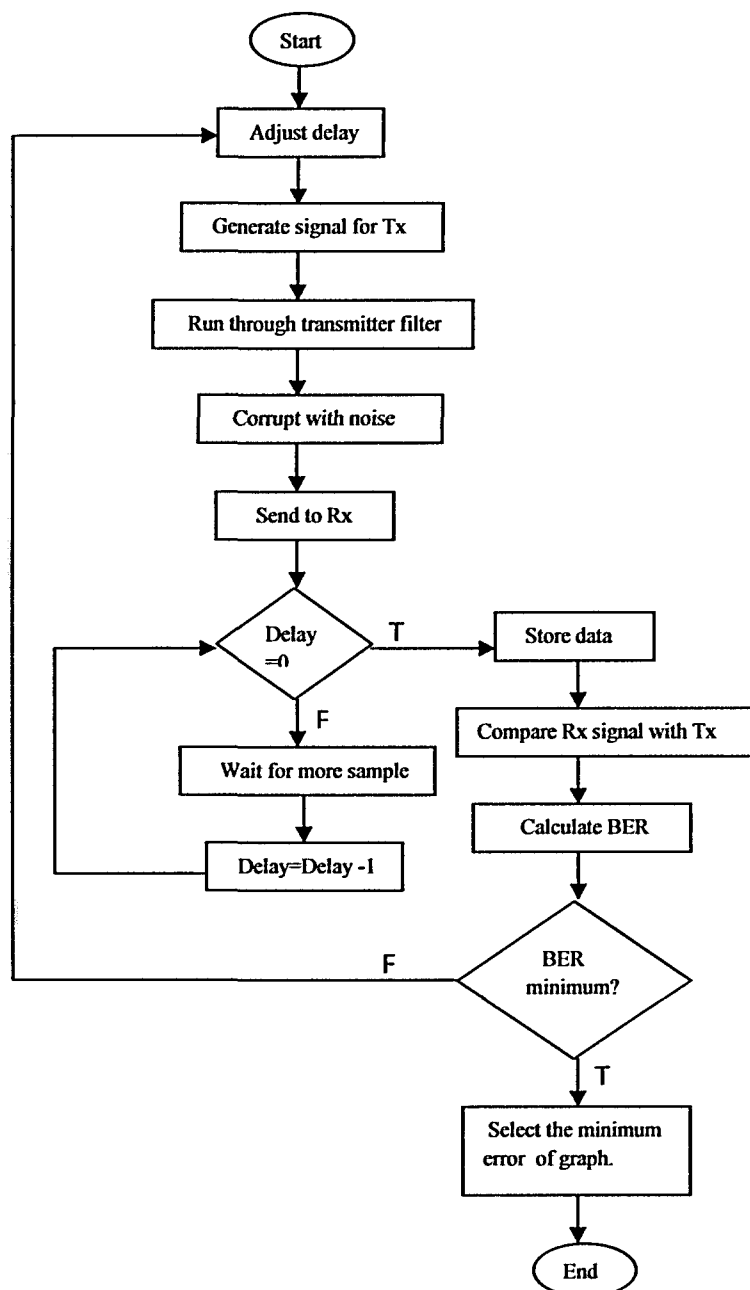 Start
Adjust delay
Generate signal for Tx
Run through transmitter filter
Corrupt with noise
Send to Rx
Delay
=0
T
Store data
F
Compare Rx signal with Tx
Wait for more sample
Calculate BER
Delay=Delay -1
F
BER
minimum?
T
Select the minimum
error of graph.
End